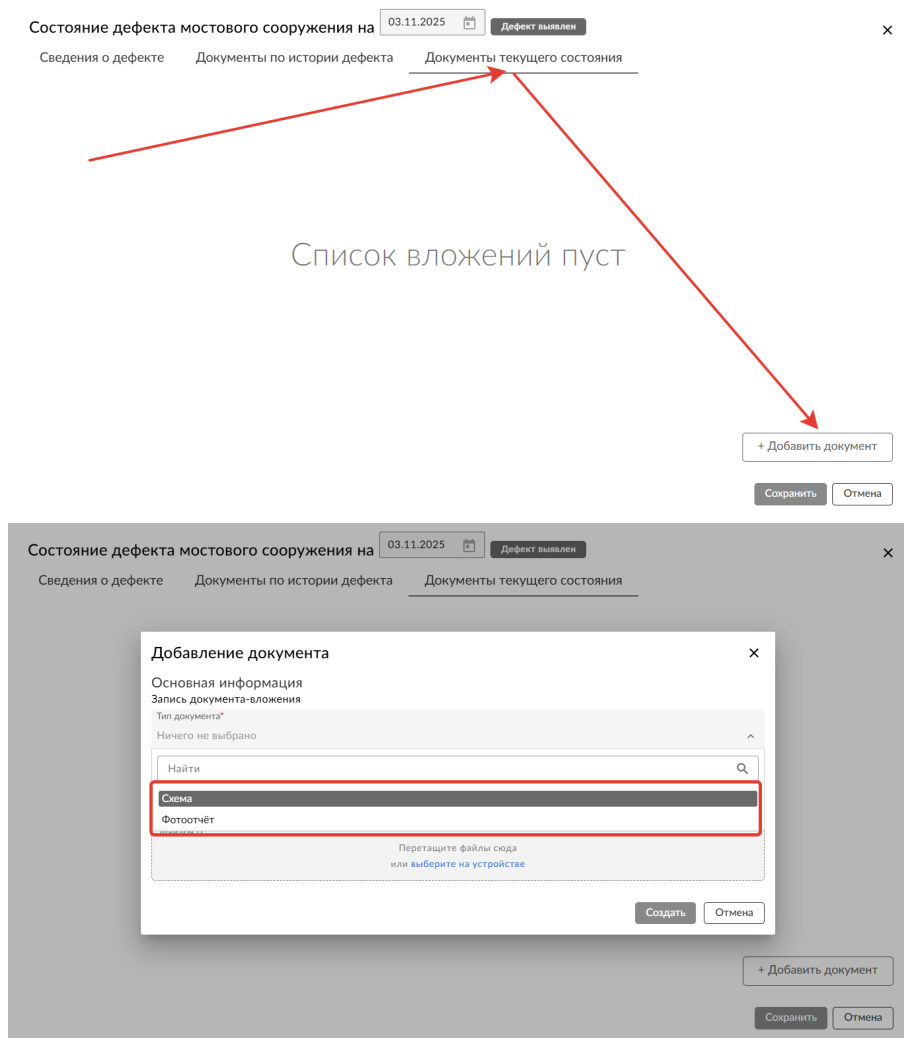 Состояние дефекта мостового сооружения на 03.11.2025 Дефект выявлен
Сведения о дефекте Документы по истории дефекта Документы текущего состояния
Список вложений пуст
+ Добавить документ
Сохранить Отмена
Состояние дефекта мостового сооружения на 03.11.2025 Дефект выявлен
Сведения о дефекте Документы по истории дефекта Документы текущего состояния
Добавление документа
Основная информация
Запись документа-вложения
Тип документа*
Ничего не выбрано
Найти
Схема
Фотоотчёт
Перетащите файлы сюда
или выберите на устройстве
Создать Отмена
+ Добавить документ
Сохранить Отмена